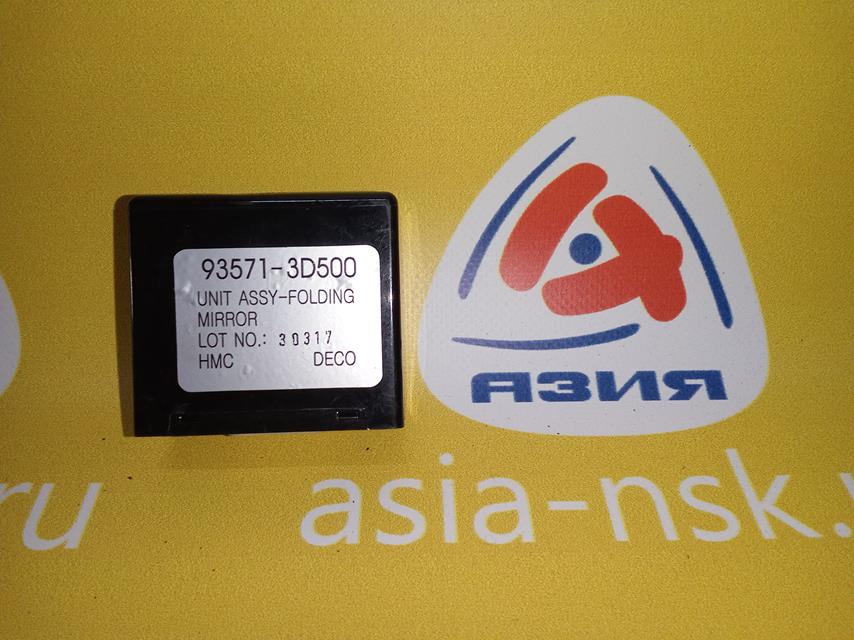 93571-3D500
UNIT ASSY-FOLDING
MIRROR
LOT NO.: 30317
HMC DECO
АЗИЯ
ru
asia-nsk.